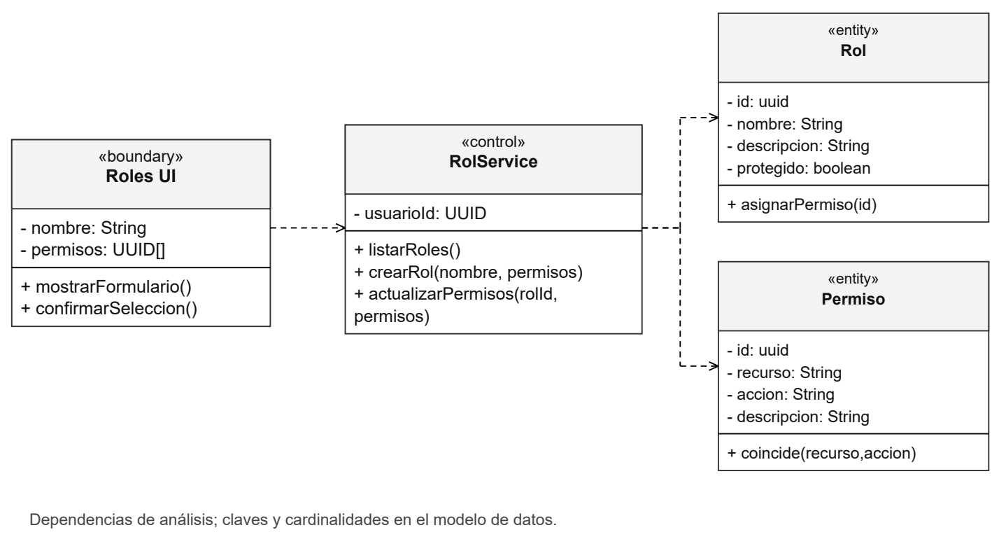 «boundary»
Roles UI
- nombre: String
- permisos: UUID[]
+ mostrarFormulario()
+ confirmarSeleccion()
«control»
RolService
- usuarioId: UUID
+ listarRoles()
+ crearRol(nombre, permisos)
+ actualizarPermisos(rolId,
permisos)
«entity»
Rol
- id: uuid
- nombre: String
- descripcion: String
- protegido: boolean
+ asignarPermiso(id)
«entity»
Permiso
- id: uuid
- recurso: String
- accion: String
- descripcion: String
+ coincide(recurso,accion)
Dependencias de análisis; claves y cardinalidades en el modelo de datos.